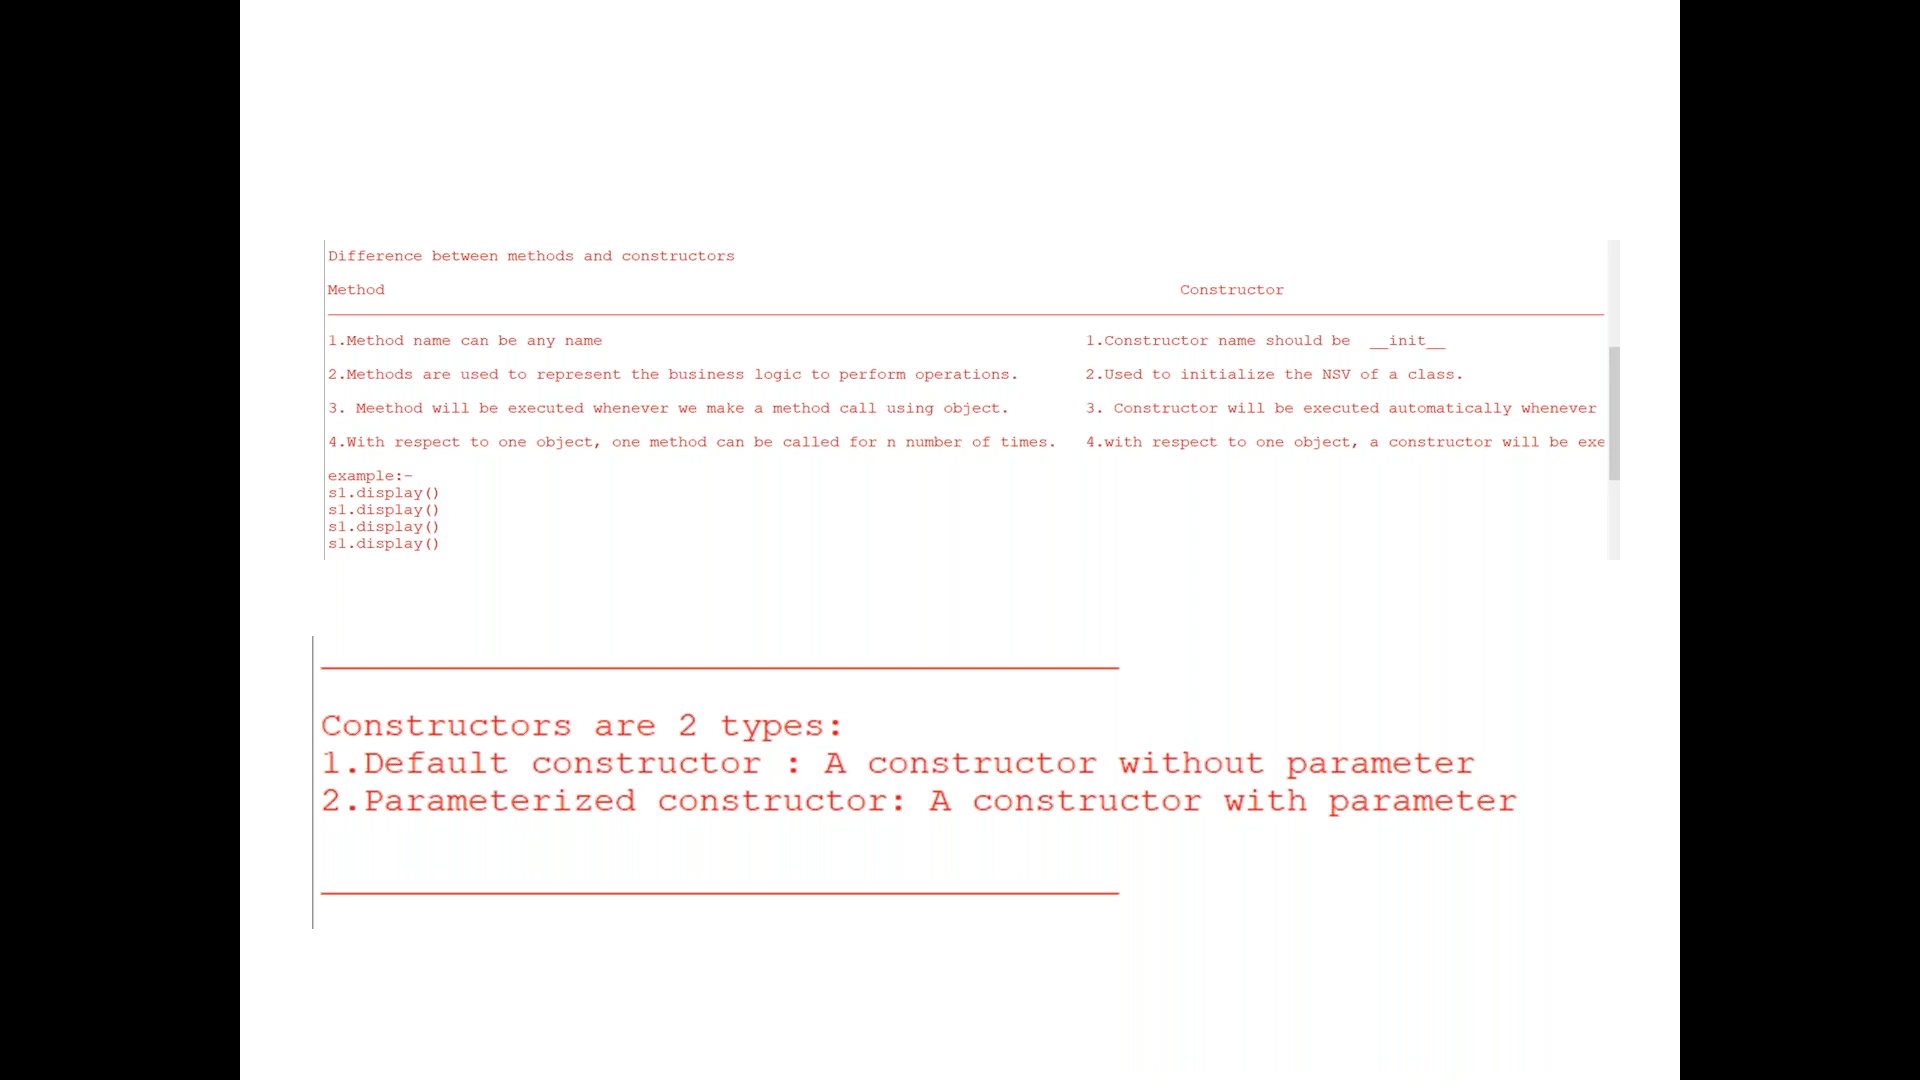 Difference between methods and constructors
Method Constructor
1.Method name can be any name 1.Constructor name should be __init__
2.Methods are used to represent the business logic to perform operations. 2.Used to initialize the NSV of a class.
3. Meethod will be executed whenever we make a method call using object. 3. Constructor will be executed automatically whenever
4.With respect to one object, one method can be called for n number of times. 4.with respect to one object, a constructor will be exe
example:-
s1.display()
s1.display()
s1.display()
s1.display()
Constructors are 2 types:
1.Default constructor : A constructor without parameter
2.Parameterized constructor: A constructor with parameter